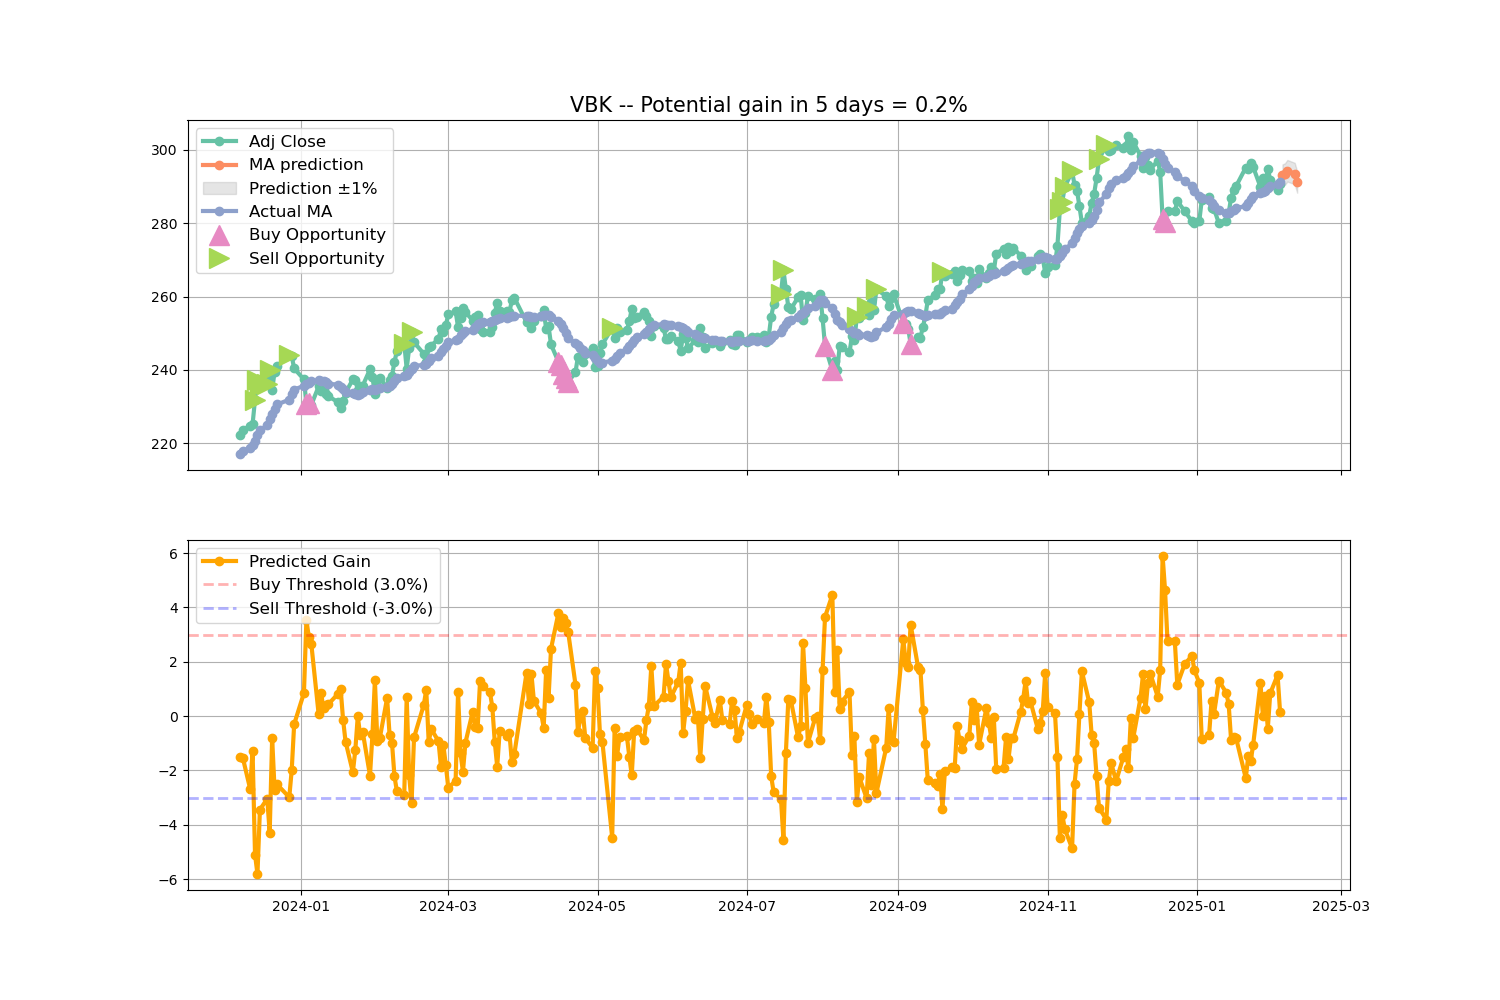 VBK -- Potential gain in 5 days = 0.2%
Adj Close
MA prediction
Prediction ±1%
Actual MA
Buy Opportunity
Sell Opportunity
300
280
260
240
220
Predicted Gain
Buy Threshold (3.0%)
Sell Threshold (-3.0%)
6
4
2
0
−2
−4
−6
2024-01
2024-03
2024-05
2024-07
2024-09
2024-11
2025-01
2025-03